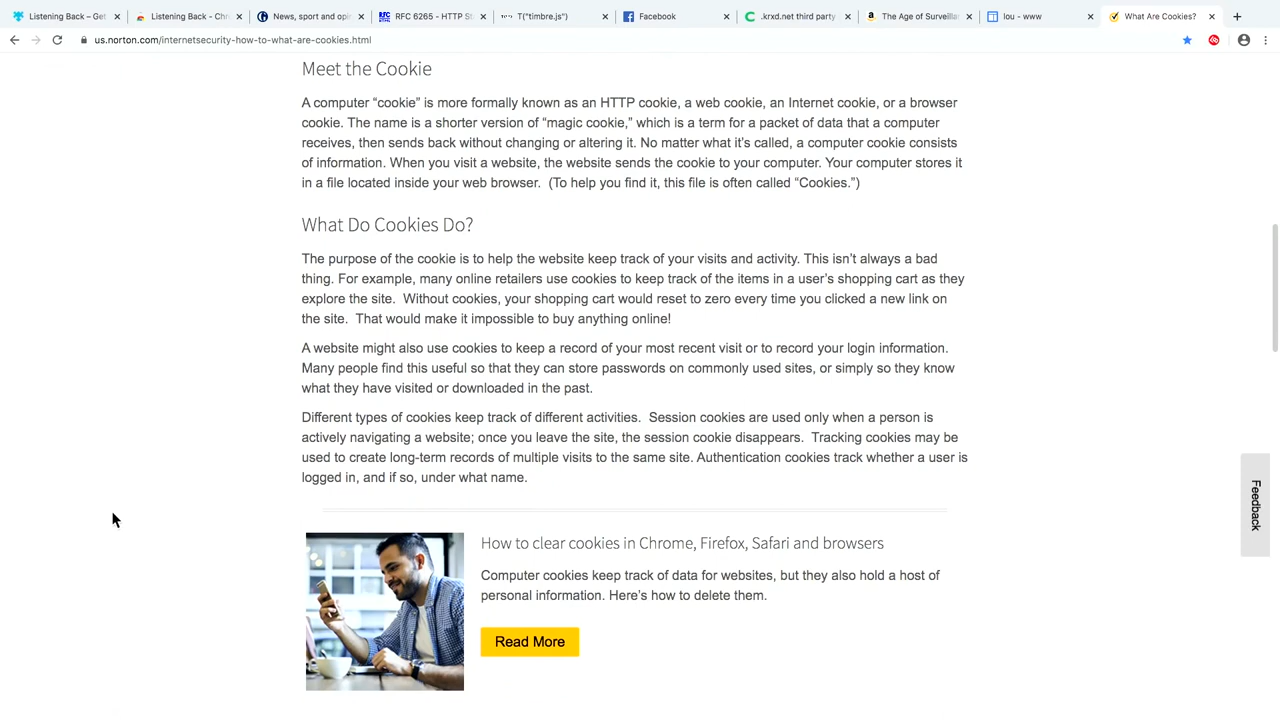 Listening Back – Get
Listening Back - Chro
News, sport and opi
RFC 6265 - HTTP St
T("timbre.js")
Facebook
.krxd.net third party
The Age of Surveillan
lou - www
What Are Cookies?
us.norton.com/internetsecurity-how-to-what-are-cookies.html
Meet the Cookie
A computer “cookie” is more formally known as an HTTP cookie, a web cookie, an Internet cookie, or a browser
cookie. The name is a shorter version of “magic cookie,” which is a term for a packet of data that a computer
receives, then sends back without changing or altering it. No matter what it’s called, a computer cookie consists
of information. When you visit a website, the website sends the cookie to your computer. Your computer stores it
in a file located inside your web browser.  (To help you find it, this file is often called “Cookies.”)
What Do Cookies Do?
The purpose of the cookie is to help the website keep track of your visits and activity. This isn’t always a bad
thing. For example, many online retailers use cookies to keep track of the items in a user’s shopping cart as they
explore the site.  Without cookies, your shopping cart would reset to zero every time you clicked a new link on
the site.  That would make it impossible to buy anything online!
A website might also use cookies to keep a record of your most recent visit or to record your login information.
Many people find this useful so that they can store passwords on commonly used sites, or simply so they know
what they have visited or downloaded in the past.
Different types of cookies keep track of different activities.  Session cookies are used only when a person is
actively navigating a website; once you leave the site, the session cookie disappears.  Tracking cookies may be
used to create long-term records of multiple visits to the same site. Authentication cookies track whether a user is
logged in, and if so, under what name.
Feedback
How to clear cookies in Chrome, Firefox, Safari and browsers
Computer cookies keep track of data for websites, but they also hold a host of
personal information. Here’s how to delete them.
Read More